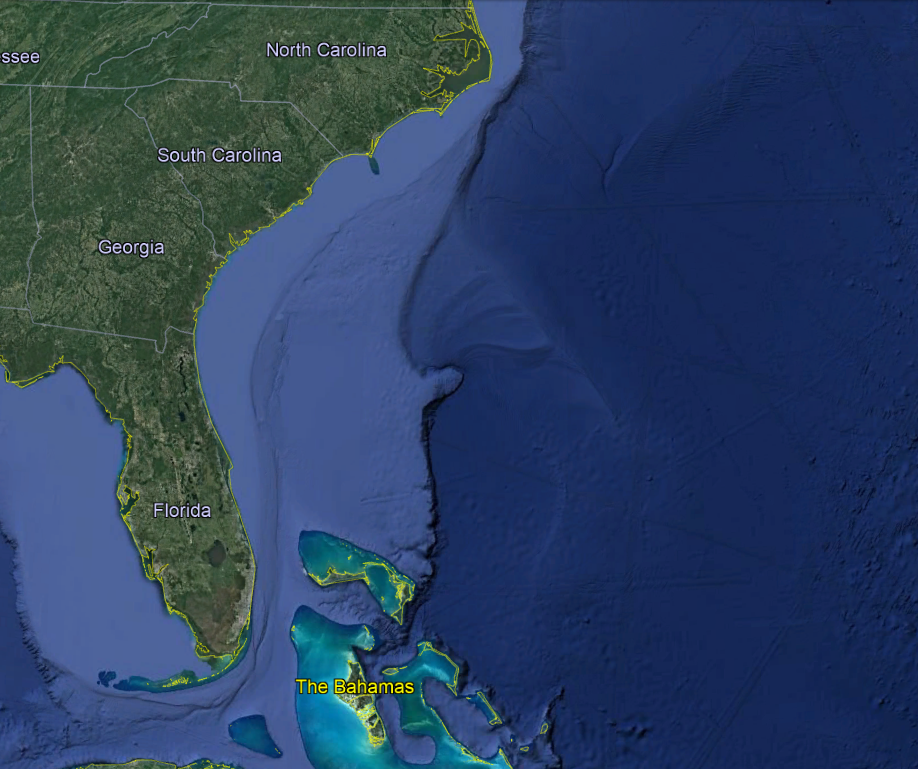 North Carolina
ssee
South Carolina
Georgia
Florida
The Bahamas